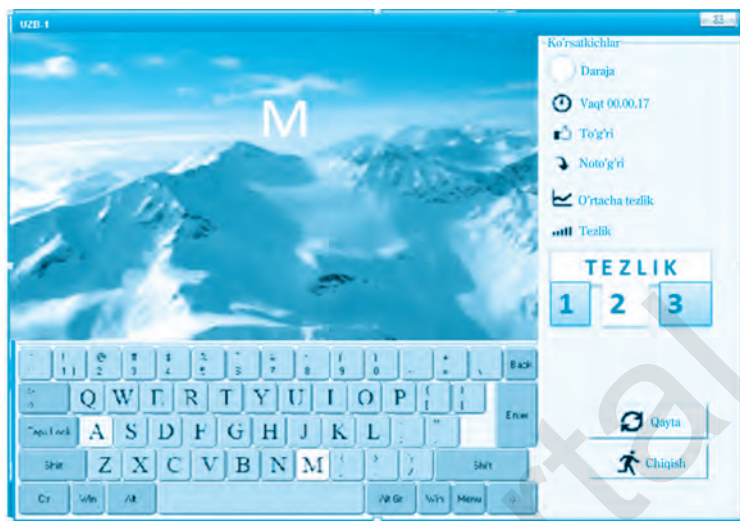 UZB-1
Ko'rsatkichlar
M
Daraja
Vaqt 00.00.17
To'g'ri
Noto'g'ri
O'rtacha tezlik
Tezlik
TEZLIK
1 2 3
Back
Q W E R T Y U I O P
Enter
Caps Lock A S D F G H J K L
Shift Z X C V B N M Shift
Win Alt Alt Gr Win Menu
Qayta
Chiqish